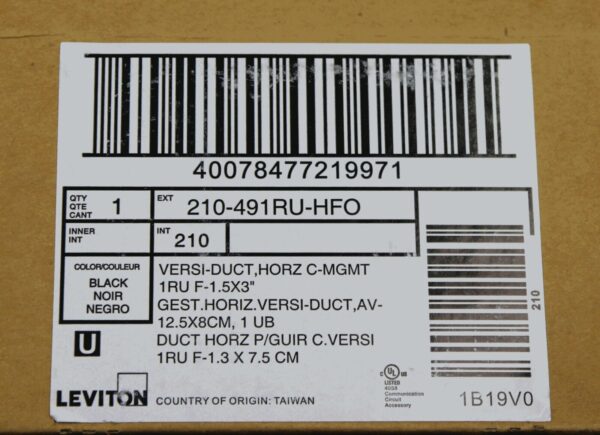 40078477219971
QTY
QTE
CANT
1
EXT
210-491RU-HFO
INNER
INT
INT
210
COLOR/COULEUR
BLACK
NOIR
NEGRO
VERSI-DUCT,HORZ C-MGMT
1RU F-1.5X3"
GEST.HORIZ.VERSI-DUCT,AV-
12.5X8CM, 1 UB
DUCT HORZ P/GUIR C.VERSI
1RU F-1.3 X 7.5 CM
210
U
LEVITON
COUNTRY OF ORIGIN: TAIWAN
C UL US
LISTED
Communication
Circuit
Accessory
1B19V0